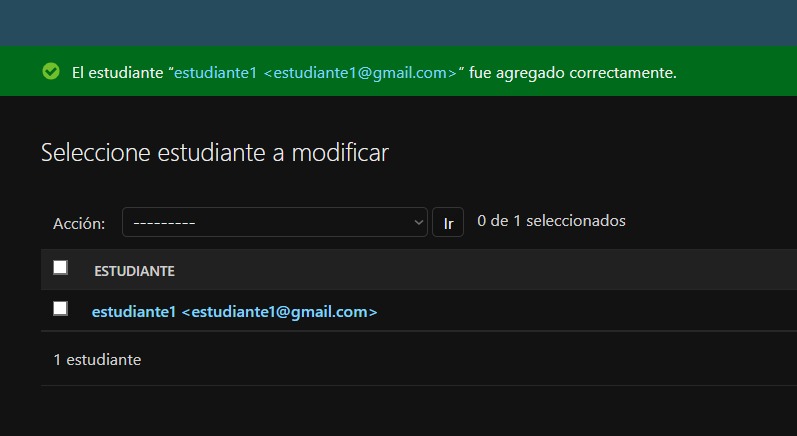 El estudiante “estudiante1 <estudiante1@gmail.com>” fue agregado correctamente.
Seleccione estudiante a modificar
Acción: --------- Ir 0 de 1 seleccionados
ESTUDIANTE
estudiante1 <estudiante1@gmail.com>
1 estudiante